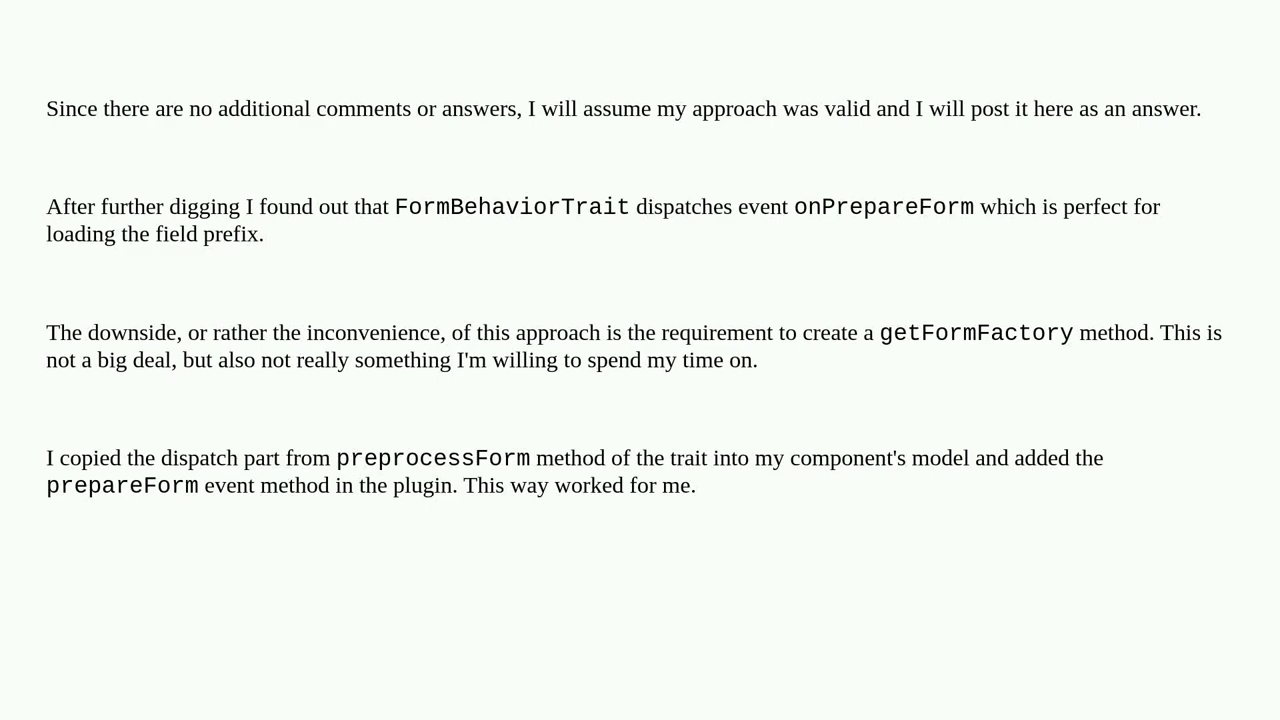 Since there are no additional comments or answers, I will assume my approach was valid and I will post it here as an answer.
After further digging I found out that FormBehaviorTrait dispatches event onPrepareForm which is perfect for
loading the field prefix.
The downside, or rather the inconvenience, of this approach is the requirement to create a getFormFactory method. This is
not a big deal, but also not really something I'm willing to spend my time on.
I copied the dispatch part from preprocessForm method of the trait into my component's model and added the
prepareForm event method in the plugin. This way worked for me.